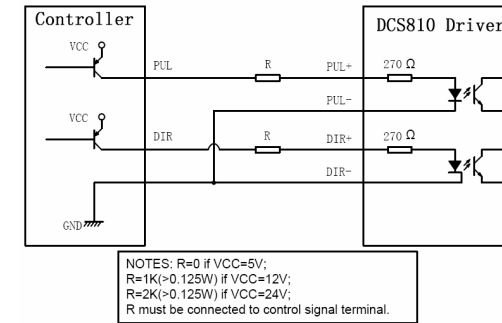 Controller
DCS810 Driver
VCC
PUL
R
PUL+
270 Ω
PUL-
VCC
DIR
R
DIR+
270 Ω
DIR-
GND
NOTES: R=0 if VCC=5V;
R=1K(>0.125W) if VCC=12V;
R=2K(>0.125W) if VCC=24V;
R must be connected to control signal terminal.